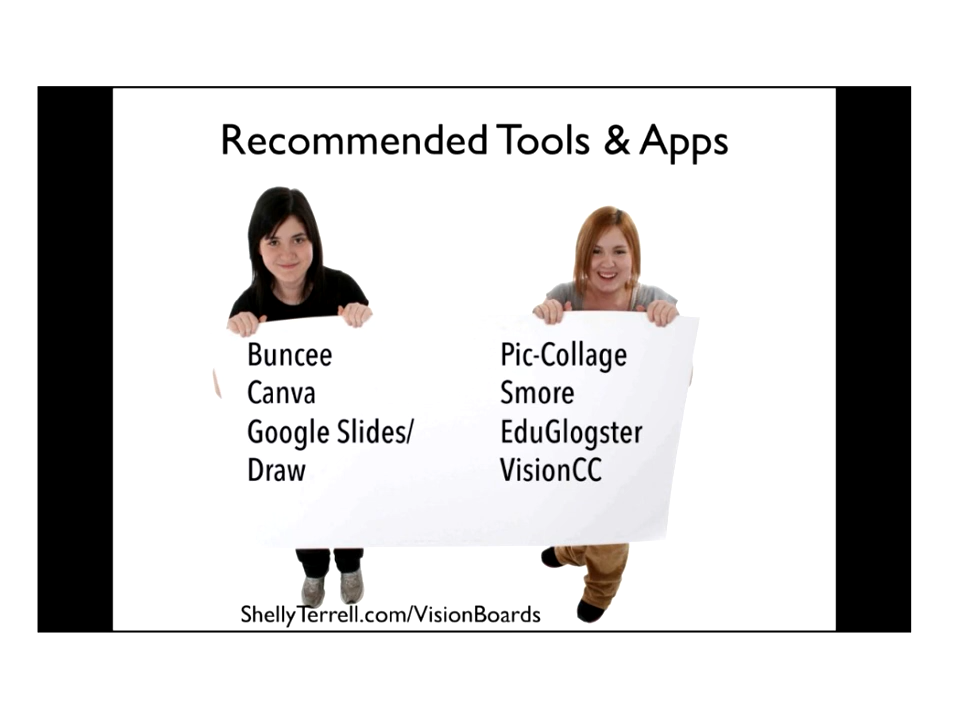 Recommended Tools & Apps
Buncee
Canva
Google Slides/
Draw
Pic-Collage
Smore
EduGlogster
VisionCC
ShellyTerrell.com/VisionBoards